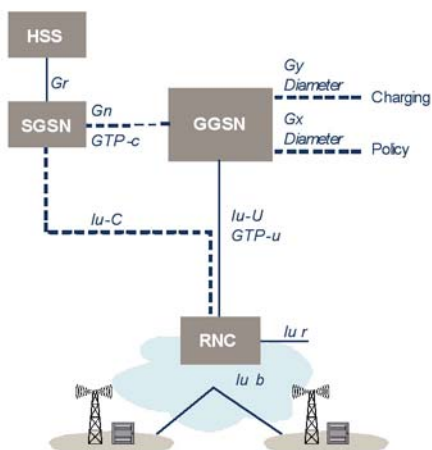 HSS
Gr
SGSN
Gn
GTP-c
GGSN
Gy
Diameter
Charging
Gx
Diameter
Policy
Iu-C
Iu-U
GTP-u
RNC
Iu r
Iu b